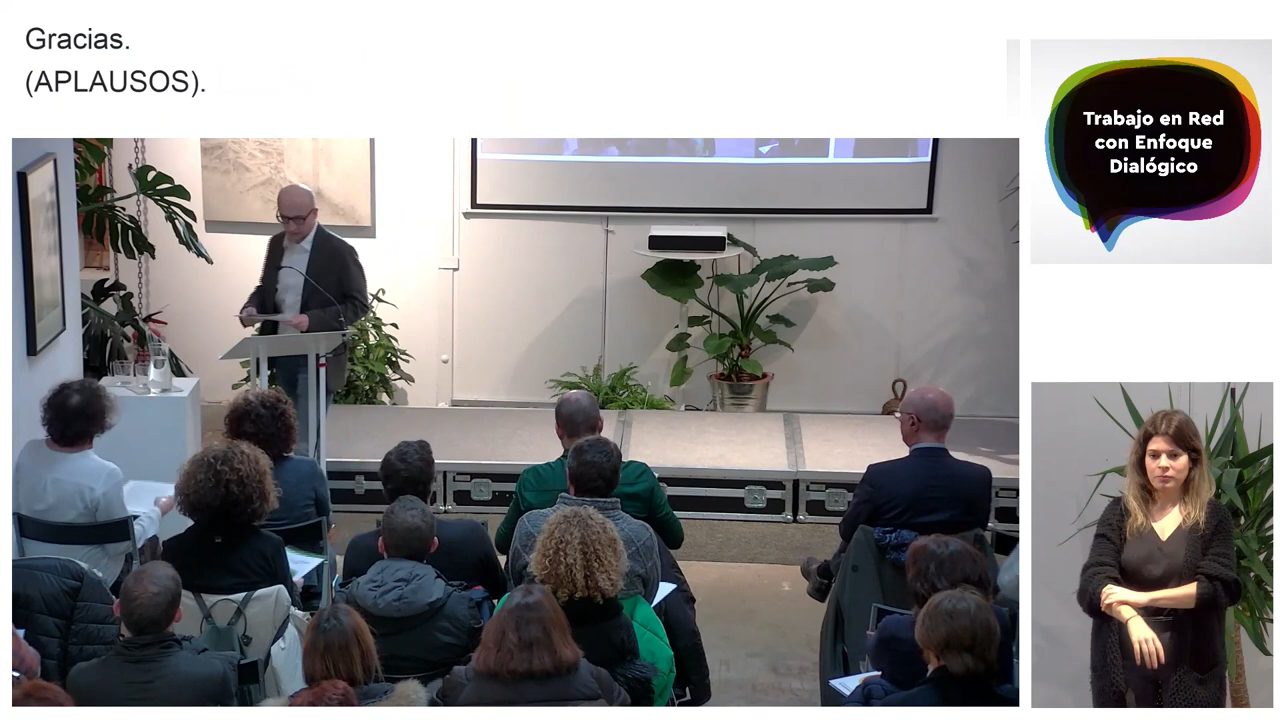 Gracias.
(APLAUSOS).
Trabajo en Red
con Enfoque
Dialógico